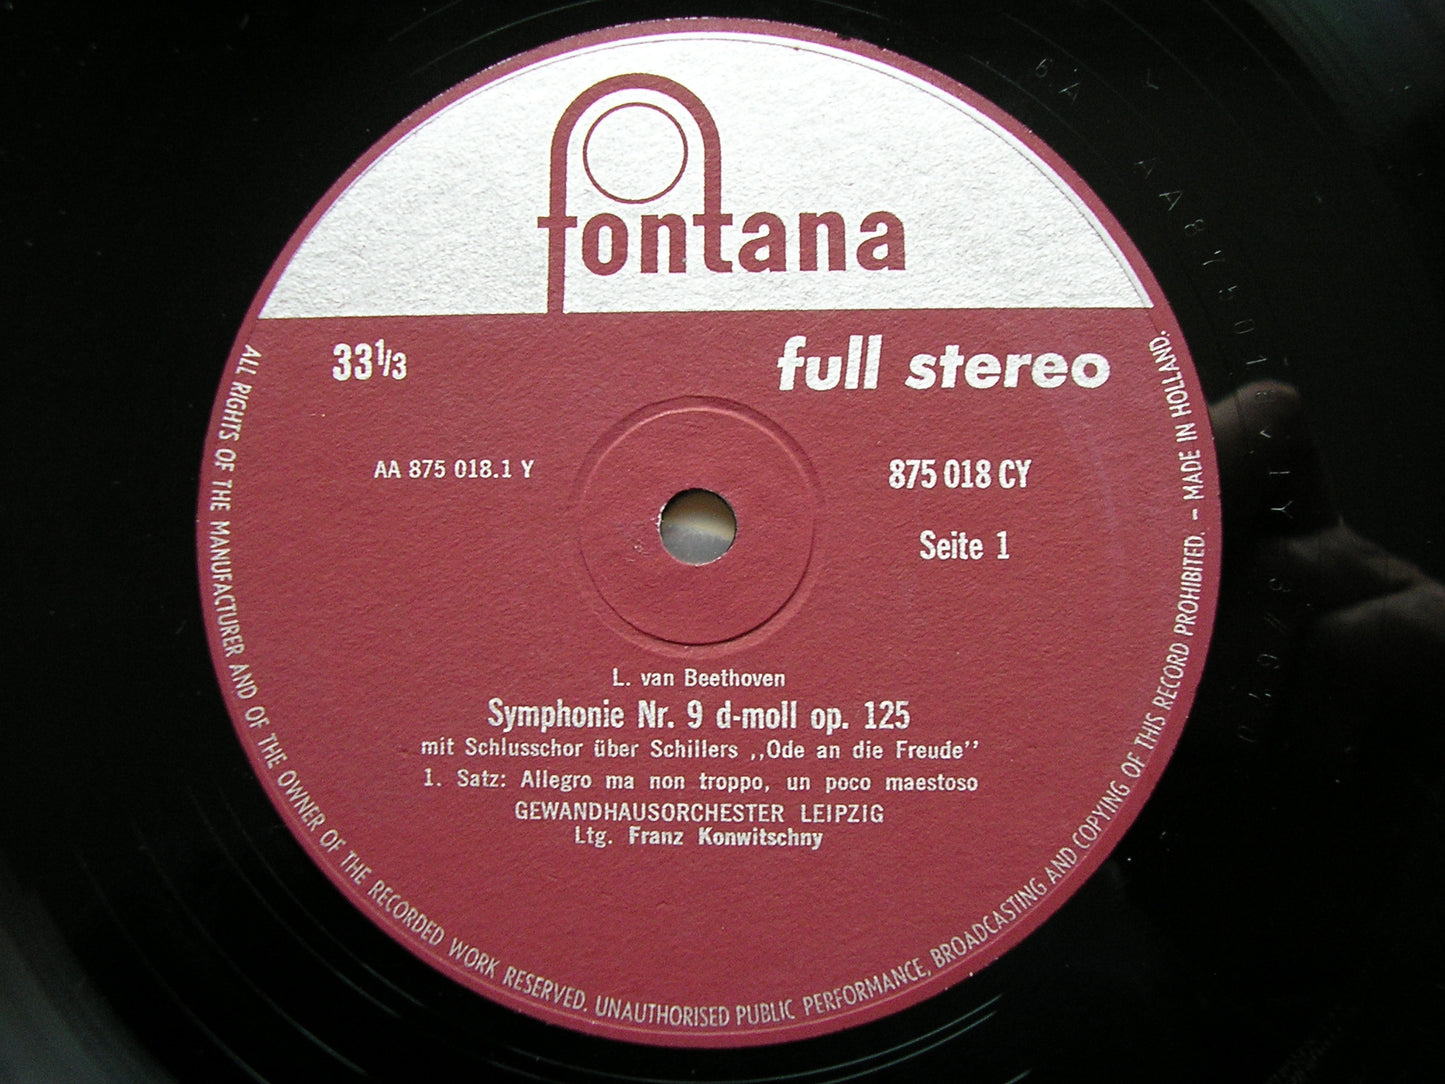 fontana
33 1/3
full stereo
AA 875 018.1 Y
875 018 CY
Seite 1
L. van Beethoven
Symphonie Nr. 9 d-moll op. 125
mit Schlusschor über Schillers ,,Ode an die Freude’’
1. Satz: Allegro ma non troppo, un poco maestoso
GEWANDHAUSORCHESTER LEIPZIG
Ltg. Franz Konwitschny
ALL RIGHTS OF THE MANUFACTURER AND OF THE OWNER OF THE RECORDED WORK RESERVED. UNAUTHORISED PUBLIC PERFORMANCE, BROADCASTING AND COPYING OF THIS RECORD PROHIBITED. – MADE IN HOLLAND.